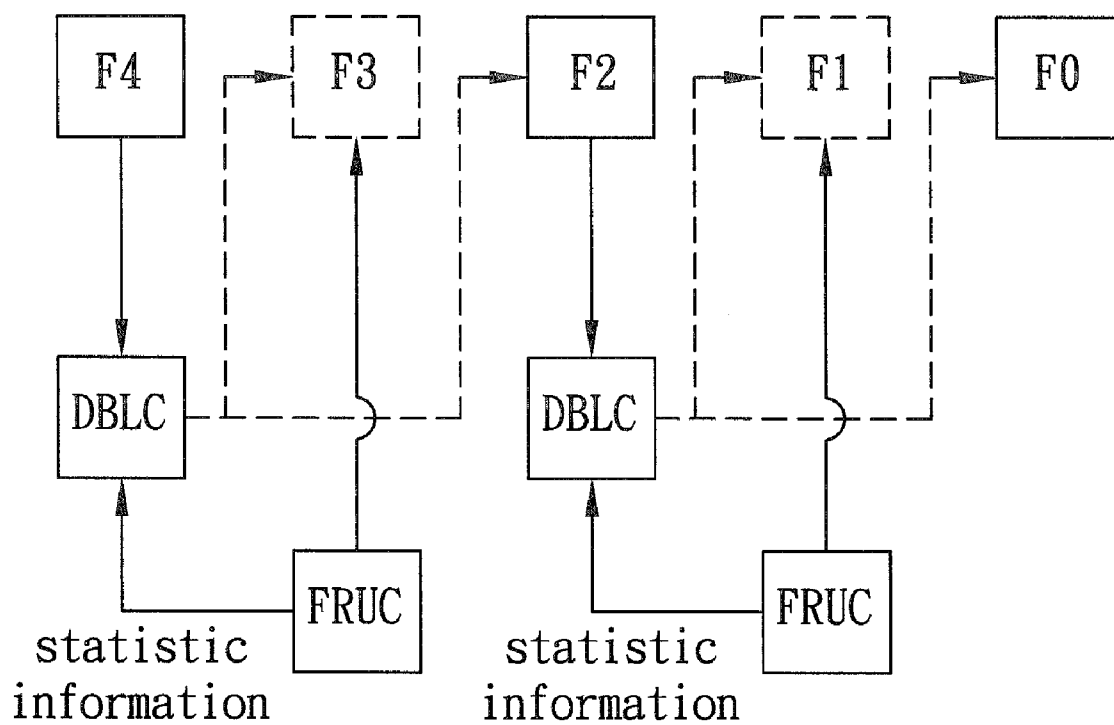 F4 F3 F2 F1 F0
DBLC DBLC
FRUC FRUC
statistic
information
statistic
information